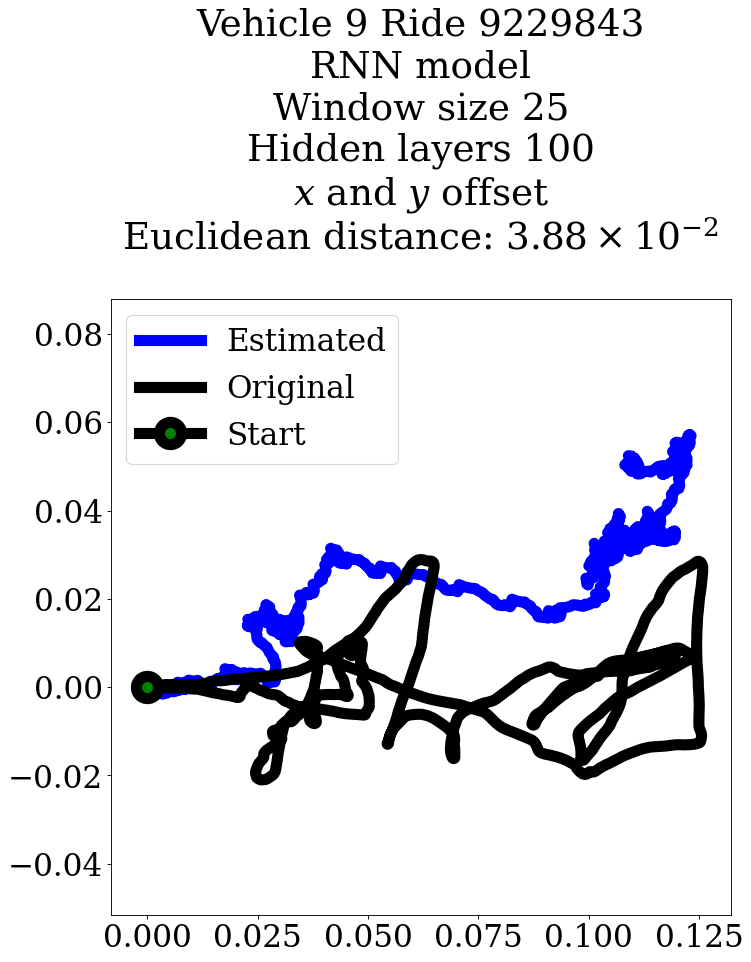 Vehicle 9 Ride 9229843
RNN model
Window size 25
Hidden layers 100
x and y offset
Euclidean distance: 3.88 × 10⁻²
Estimated
Original
Start
0.08
0.06
0.04
0.02
0.00
−0.02
−0.04
0.000 0.025 0.050 0.075 0.100 0.125